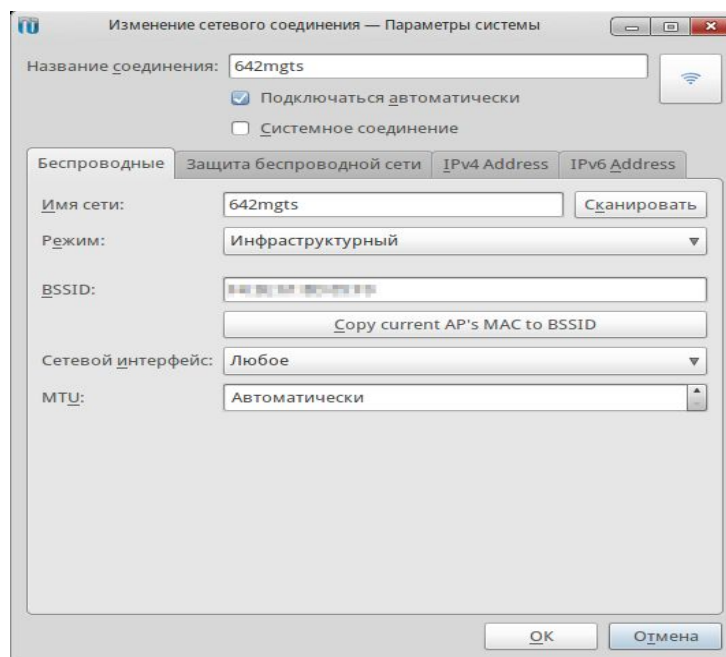 Изменение сетевого соединения — Параметры системы
Название соединения: 642mgts
Подключаться автоматически
Системное соединение
Беспроводные Защита беспроводной сети IPv4 Address IPv6 Address
Имя сети: 642mgts Сканировать
Режим: Инфраструктурный
BSSID:
Copy current AP's MAC to BSSID
Сетевой интерфейс: Любое
MTU: Автоматически
OK Отмена